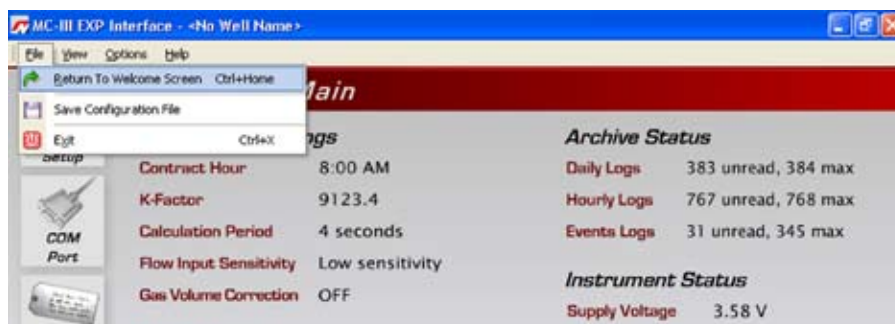 MC-III EXP Interface - <No Well Name>
File View Options Help
Return To Welcome Screen Ctrl+Home
Save Configuration File
Exit Ctrl+X
Main
ngs
Archive Status
Setup
Contract Hour 8:00 AM
Daily Logs 383 unread, 384 max
K-Factor 9123.4
Hourly Logs 767 unread, 768 max
COM
Port
Calculation Period 4 seconds
Events Logs 31 unread, 345 max
Flow Input Sensitivity Low sensitivity
Instrument Status
Gas Volume Correction OFF
Supply Voltage 3.58 V